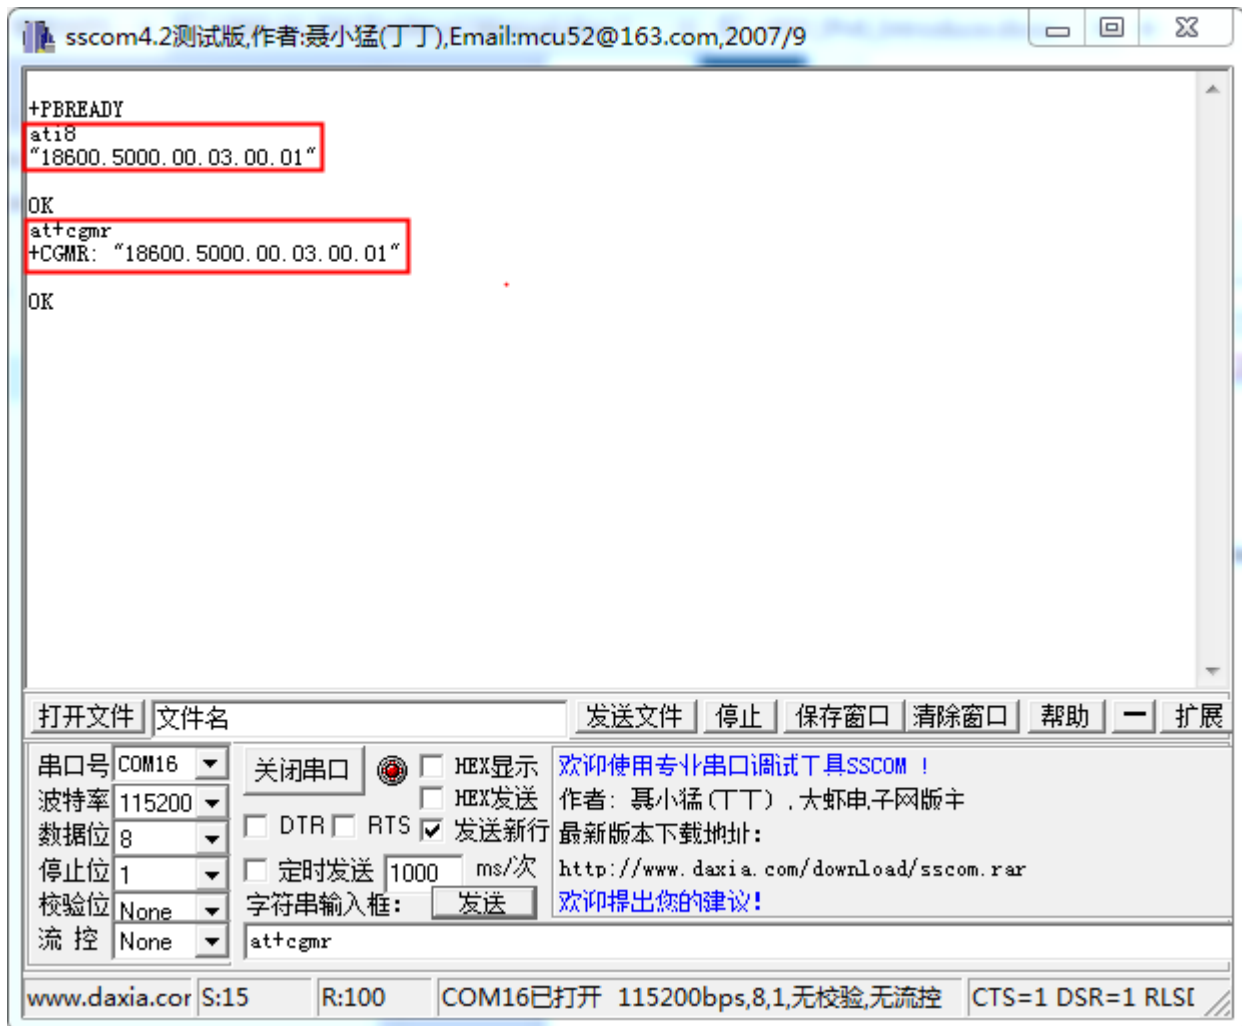 sscom4.2测试版,作者:聂小猛(丁丁),Email:mcu52@163.com,2007/9
+PBREADY
ati8
"18600.5000.00.03.00.01"
OK
at+cgmr
+CGMR: "18600.5000.00.03.00.01"
OK
打开文件 文件名 发送文件 停止 保存窗口 清除窗口 帮助 一 扩展
串口号 COM16 关闭串口 HEX显示 欢迎使用专业串口调试工具SSCOM !
波特率 115200 HEX发送 作者: 聂小猛(丁丁) ,大虾电子网版主
数据位 8 DTR RTS 发送新行 最新版本下载地址:
停止位 1 定时发送 1000 ms/次 http://www.daxia.com/download/sscom.rar
校验位 None 字符串输入框: 发送 欢迎提出您的建议!
流 控 None at+cgmr
www.daxia.cor S:15 R:100 COM16已打开 115200bps,8,1,无校验,无流控 CTS=1 DSR=1 RLSI